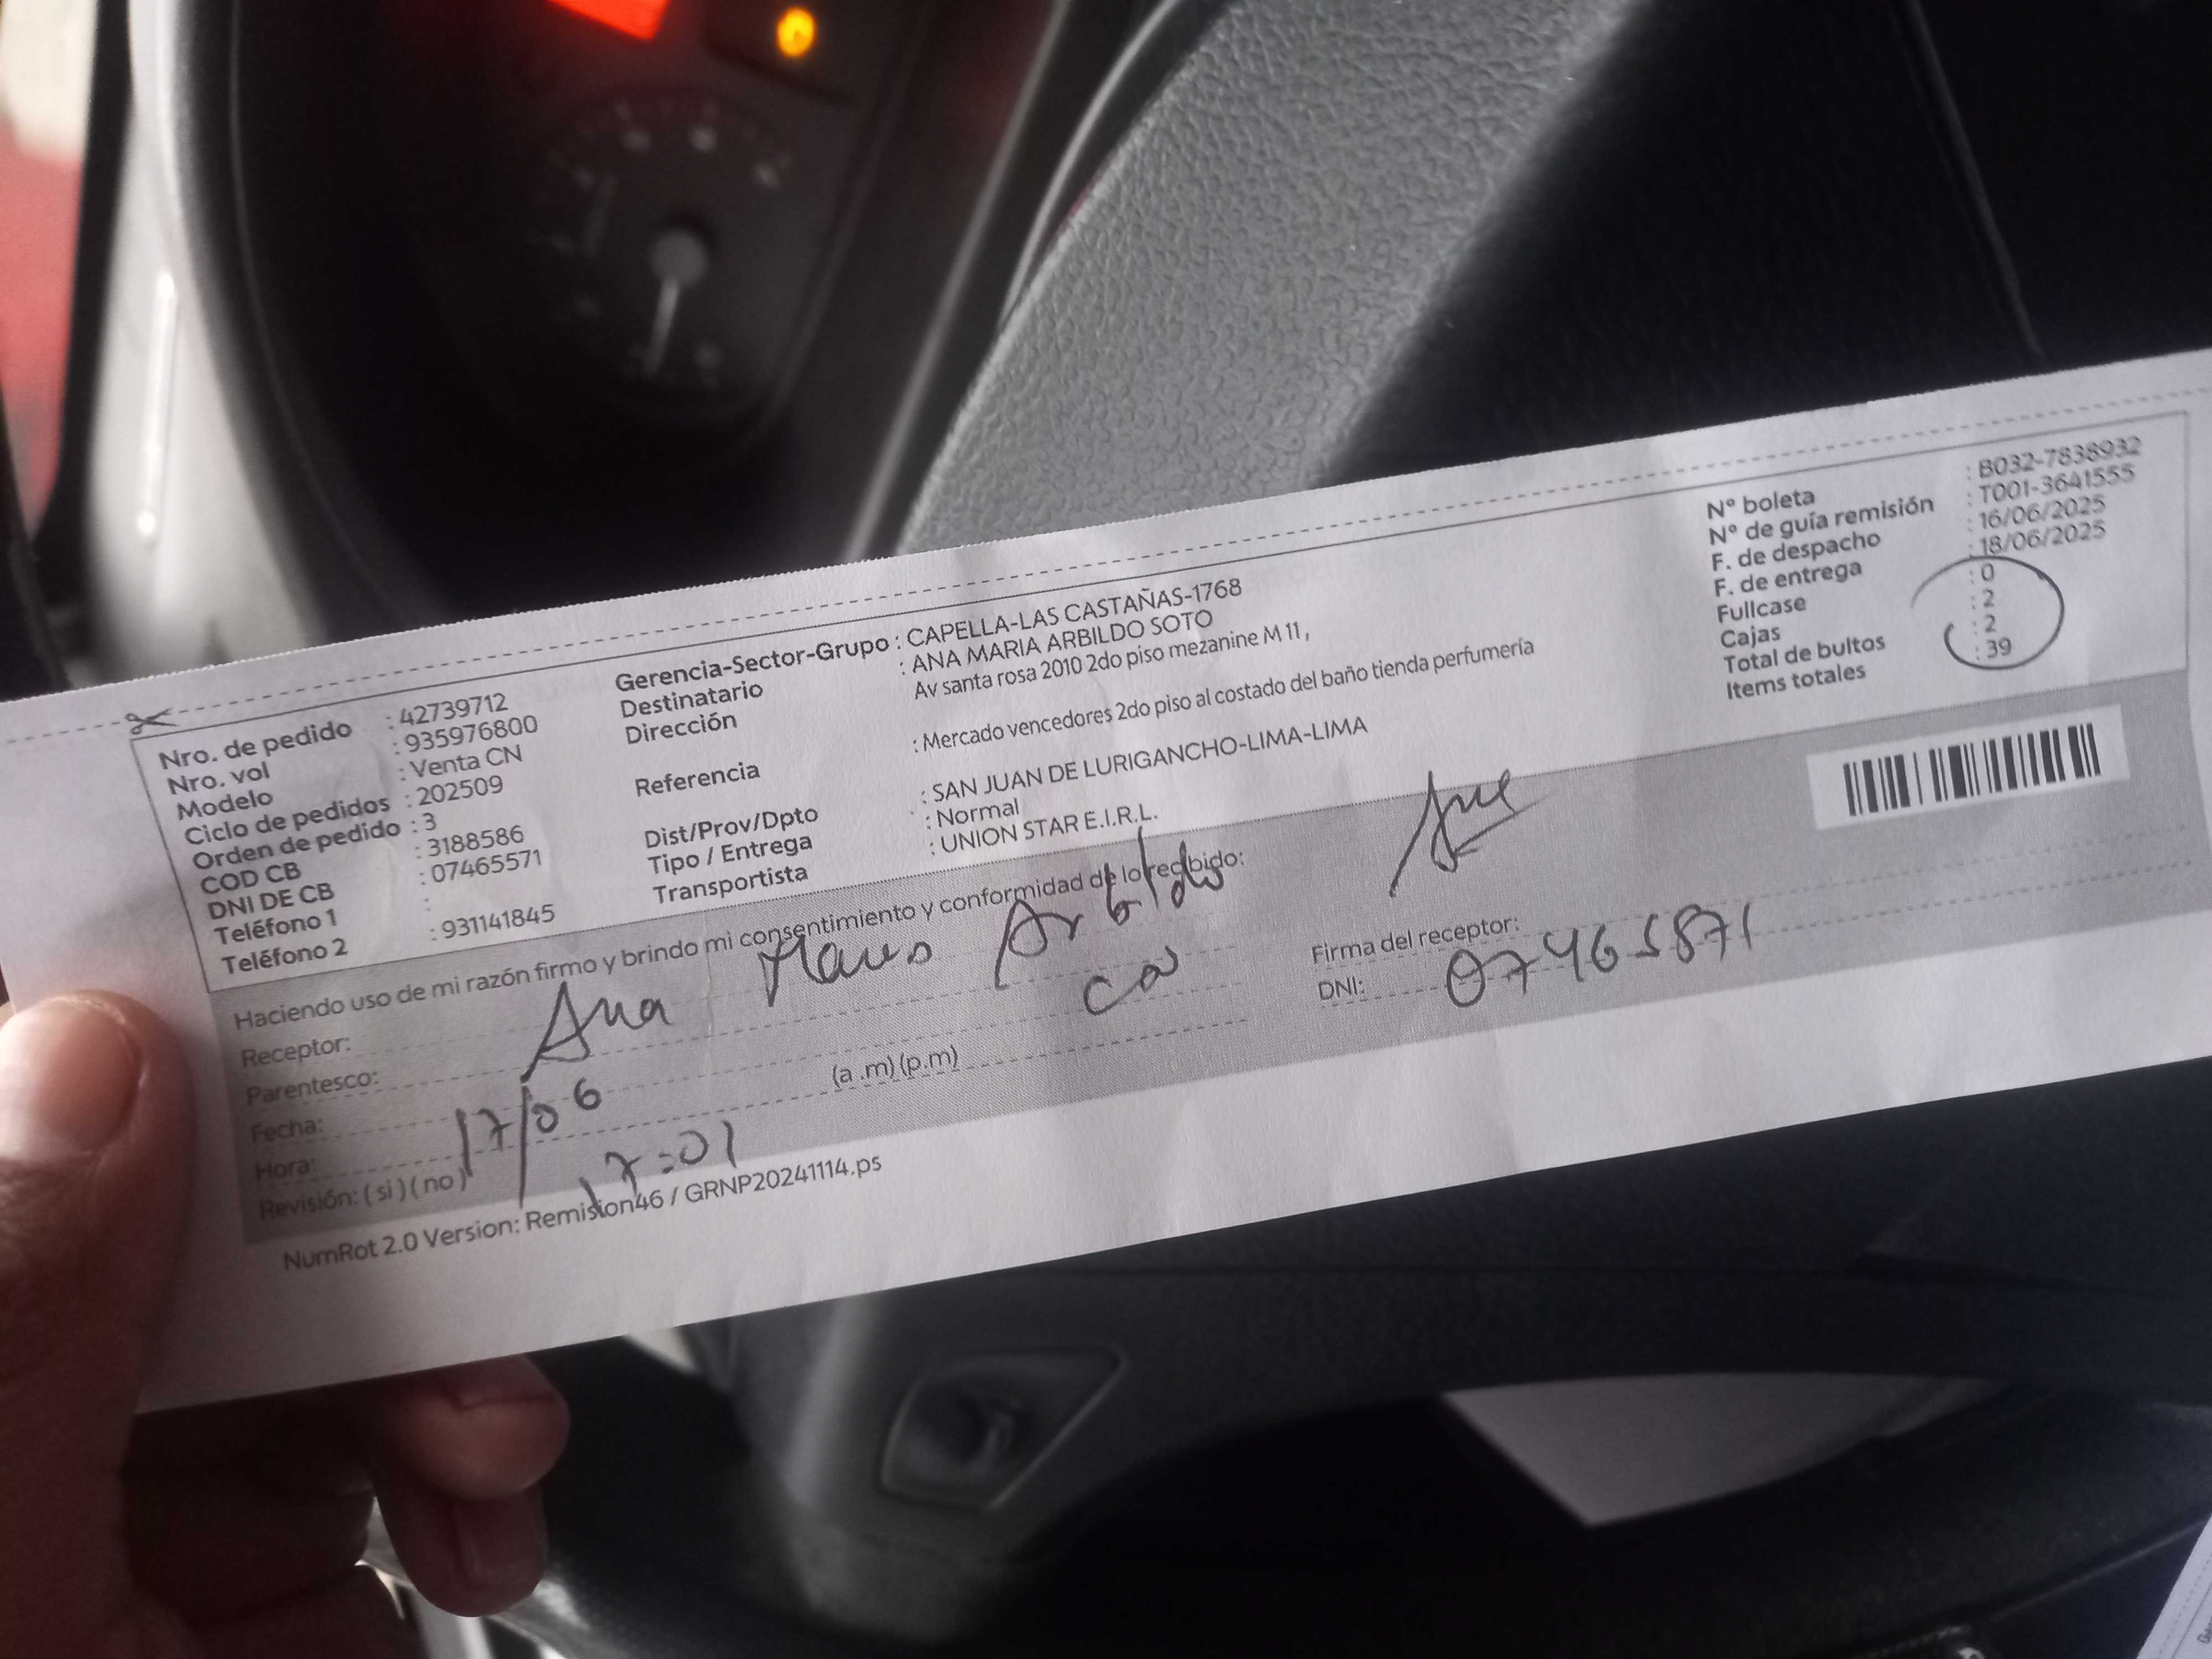 Nro. de pedido : 42739712
Nro. vol : 935976800
Modelo : Venta CN
Ciclo de pedidos : 202509
Orden de pedido : 3
COD CB : 3188586
DNI DE CB : 07465571
Teléfono 1 :
Teléfono 2 : 931141845
Gerencia-Sector-Grupo : CAPELLA-LAS CASTAÑAS-1768
Destinatario : ANA MARIA ARBILDO SOTO
Dirección Av santa rosa 2010 2do piso mezanine M 11,
Referencia : Mercado vencedores 2do piso al costado del baño tienda perfumería
Dist/Prov/Dpto : SAN JUAN DE LURIGANCHO-LIMA-LIMA
Tipo / Entrega : Normal
Transportista : UNION STAR E.I.R.L.
N° boleta : B032-7838932
N° de guía remisión : T001-3641555
F. de despacho : 16/06/2025
F. de entrega : 18/06/2025
Fullcase : 0
Cajas : 2
Total de bultos : 2
Items totales : 39
Haciendo uso de mi razón firmo y brindo mi consentimiento y conformidad de lo recibido:
Receptor: Ana Arbildo
Parentesco:
Fecha: 17/06
Hora: 17:01 (a .m) (p.m)
Revisión: ( si ) ( no )
Firma del receptor:
DNI: 07465871
NumRot 2.0 Version: Remision46 / GRNP20241114.ps